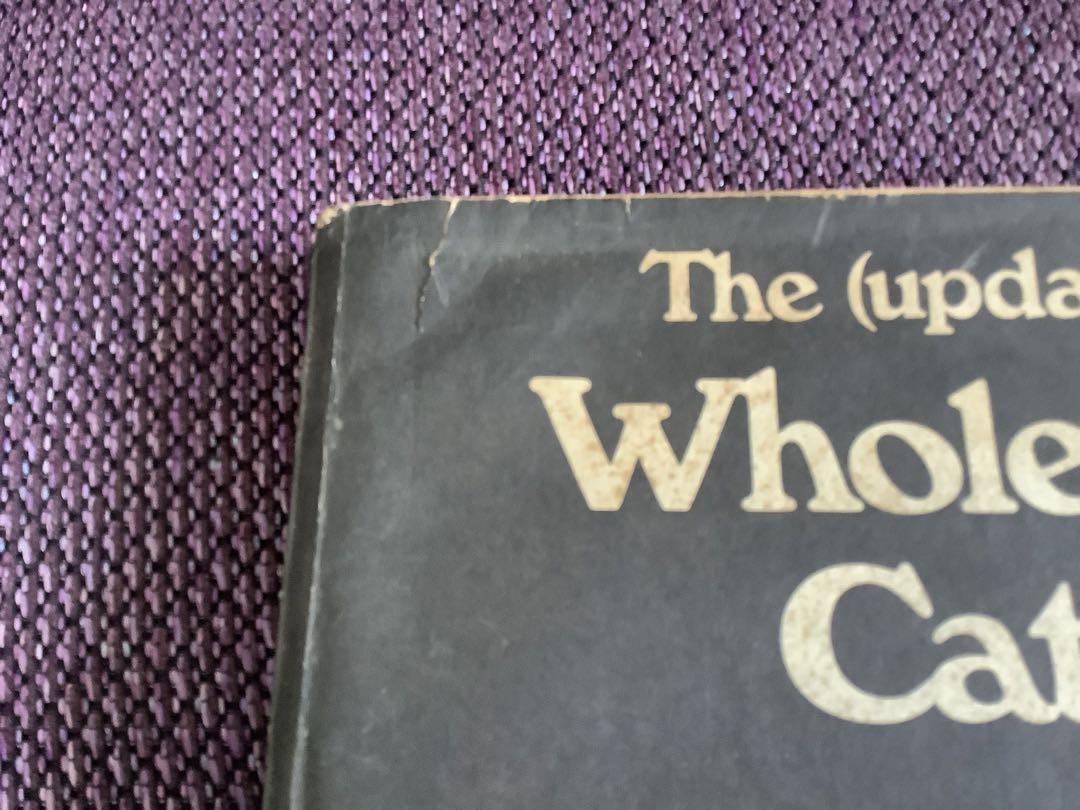 The (upda
Whole
Cat